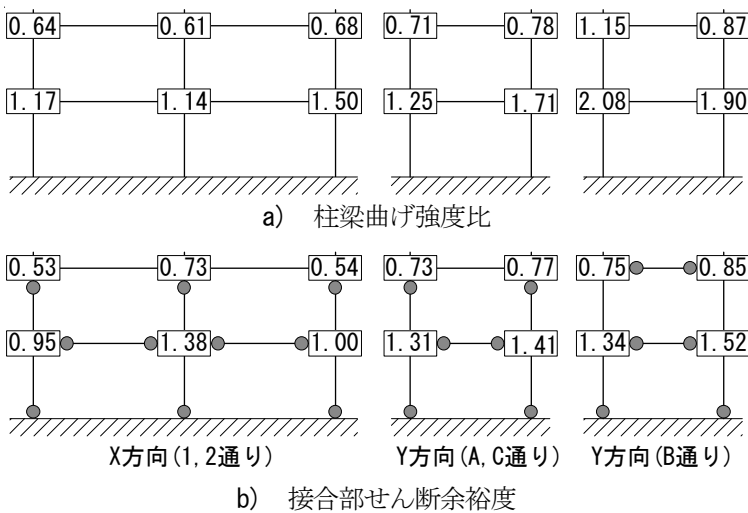 0.64 0.61 0.68 0.71 0.78 1.15 0.87
1.17 1.14 1.50 1.25 1.71 2.08 1.90
a) 柱梁曲げ強度比
0.53 0.73 0.54 0.73 0.77 0.75 0.85
0.95 1.38 1.00 1.31 1.41 1.34 1.52
X方向(1,2通り) Y方向(A,C通り) Y方向(B通り)
b) 接合部せん断余裕度